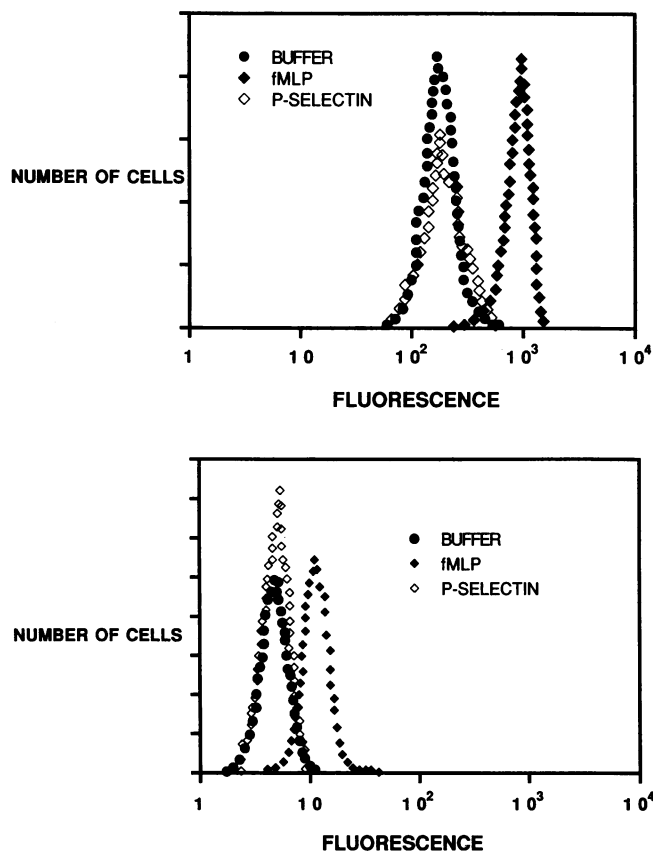 BUFFER
fMLP
P-SELECTIN
NUMBER OF CELLS
1 10 10² 10³ 10⁴
FLUORESCENCE
BUFFER
fMLP
P-SELECTIN
NUMBER OF CELLS
1 10 10² 10³ 10⁴
FLUORESCENCE